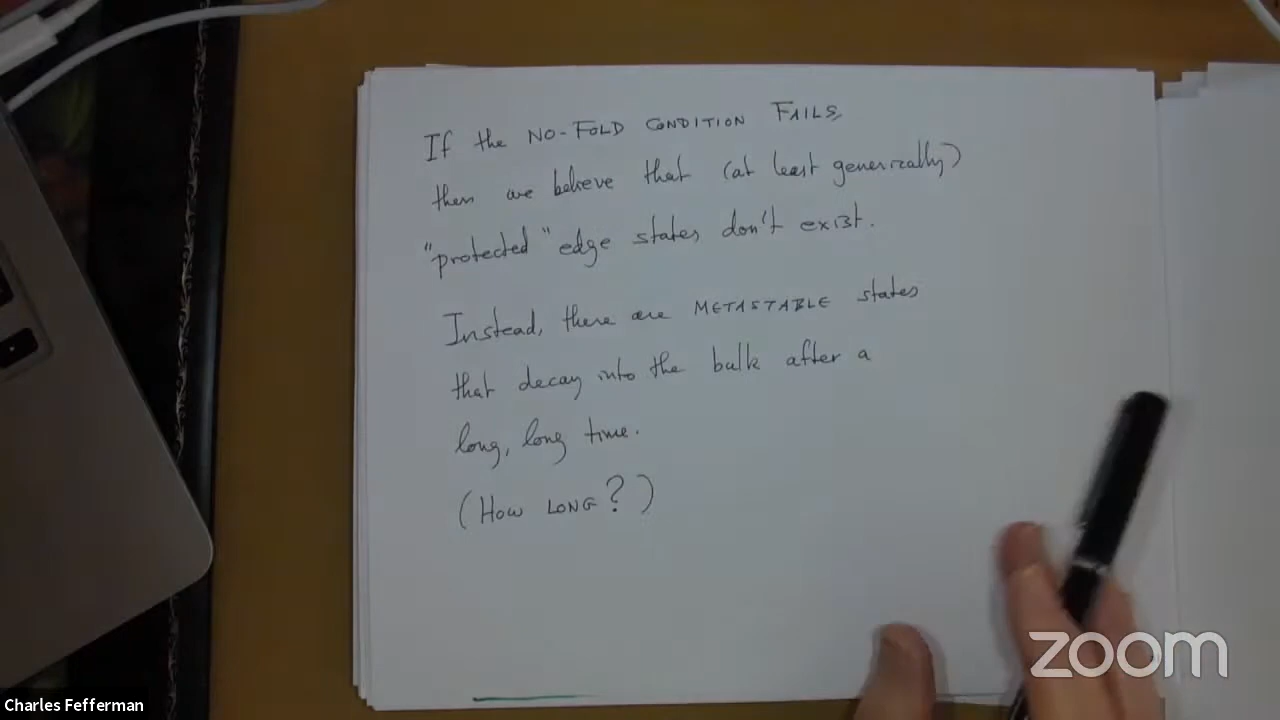 If the NO-FOLD CONDITION FAILS,
then we believe that (at least generically)
"protected" edge states don't exist.
Instead, there are METASTABLE states
that decay into the bulk after a
long, long time.
(HOW LONG?)
zoom
Charles Fefferman